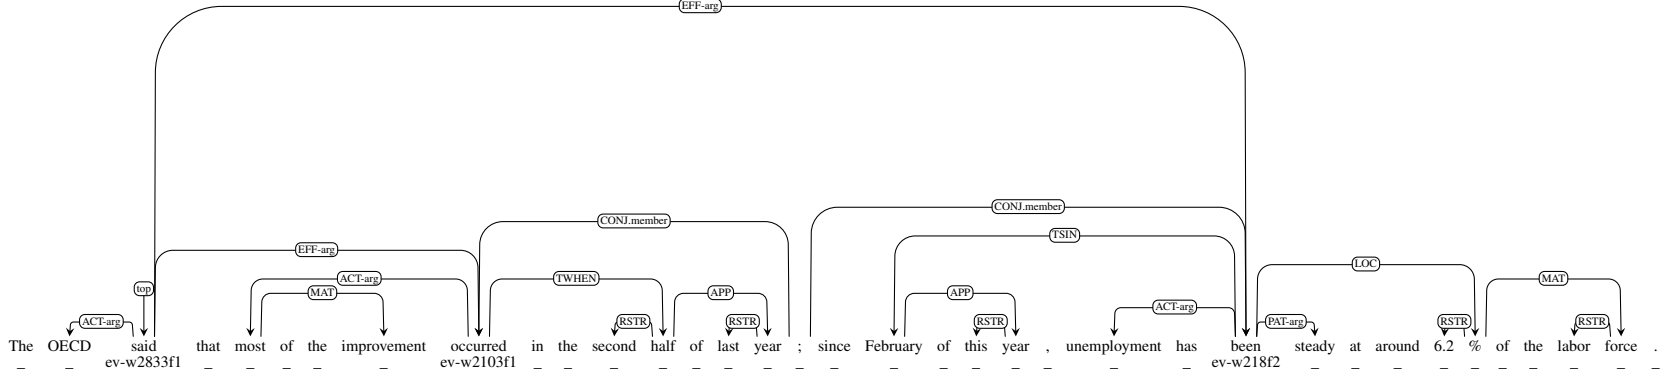 EFF-arg
CONJ.member
CONJ.member
TSIN
EFF-arg
LOC
ACT-arg
TWHEN
MAT
top
MAT
APP
APP
ACT-arg
ACT-arg
RSTR
RSTR
RSTR
PAT-arg
RSTR
RSTR
The OECD said that most of the improvement occurred in the second half of last year ; since February of this year , unemployment has been steady at around 6.2 % of the labor force .
_ _ ev-w2833f1 _ _ _ _ _ ev-w2103f1 _ _ _ _ _ _ _ _ _ _ _ _ _ _ _ _ ev-w218f2 _ _ _ _ _ _ _ _ _ _